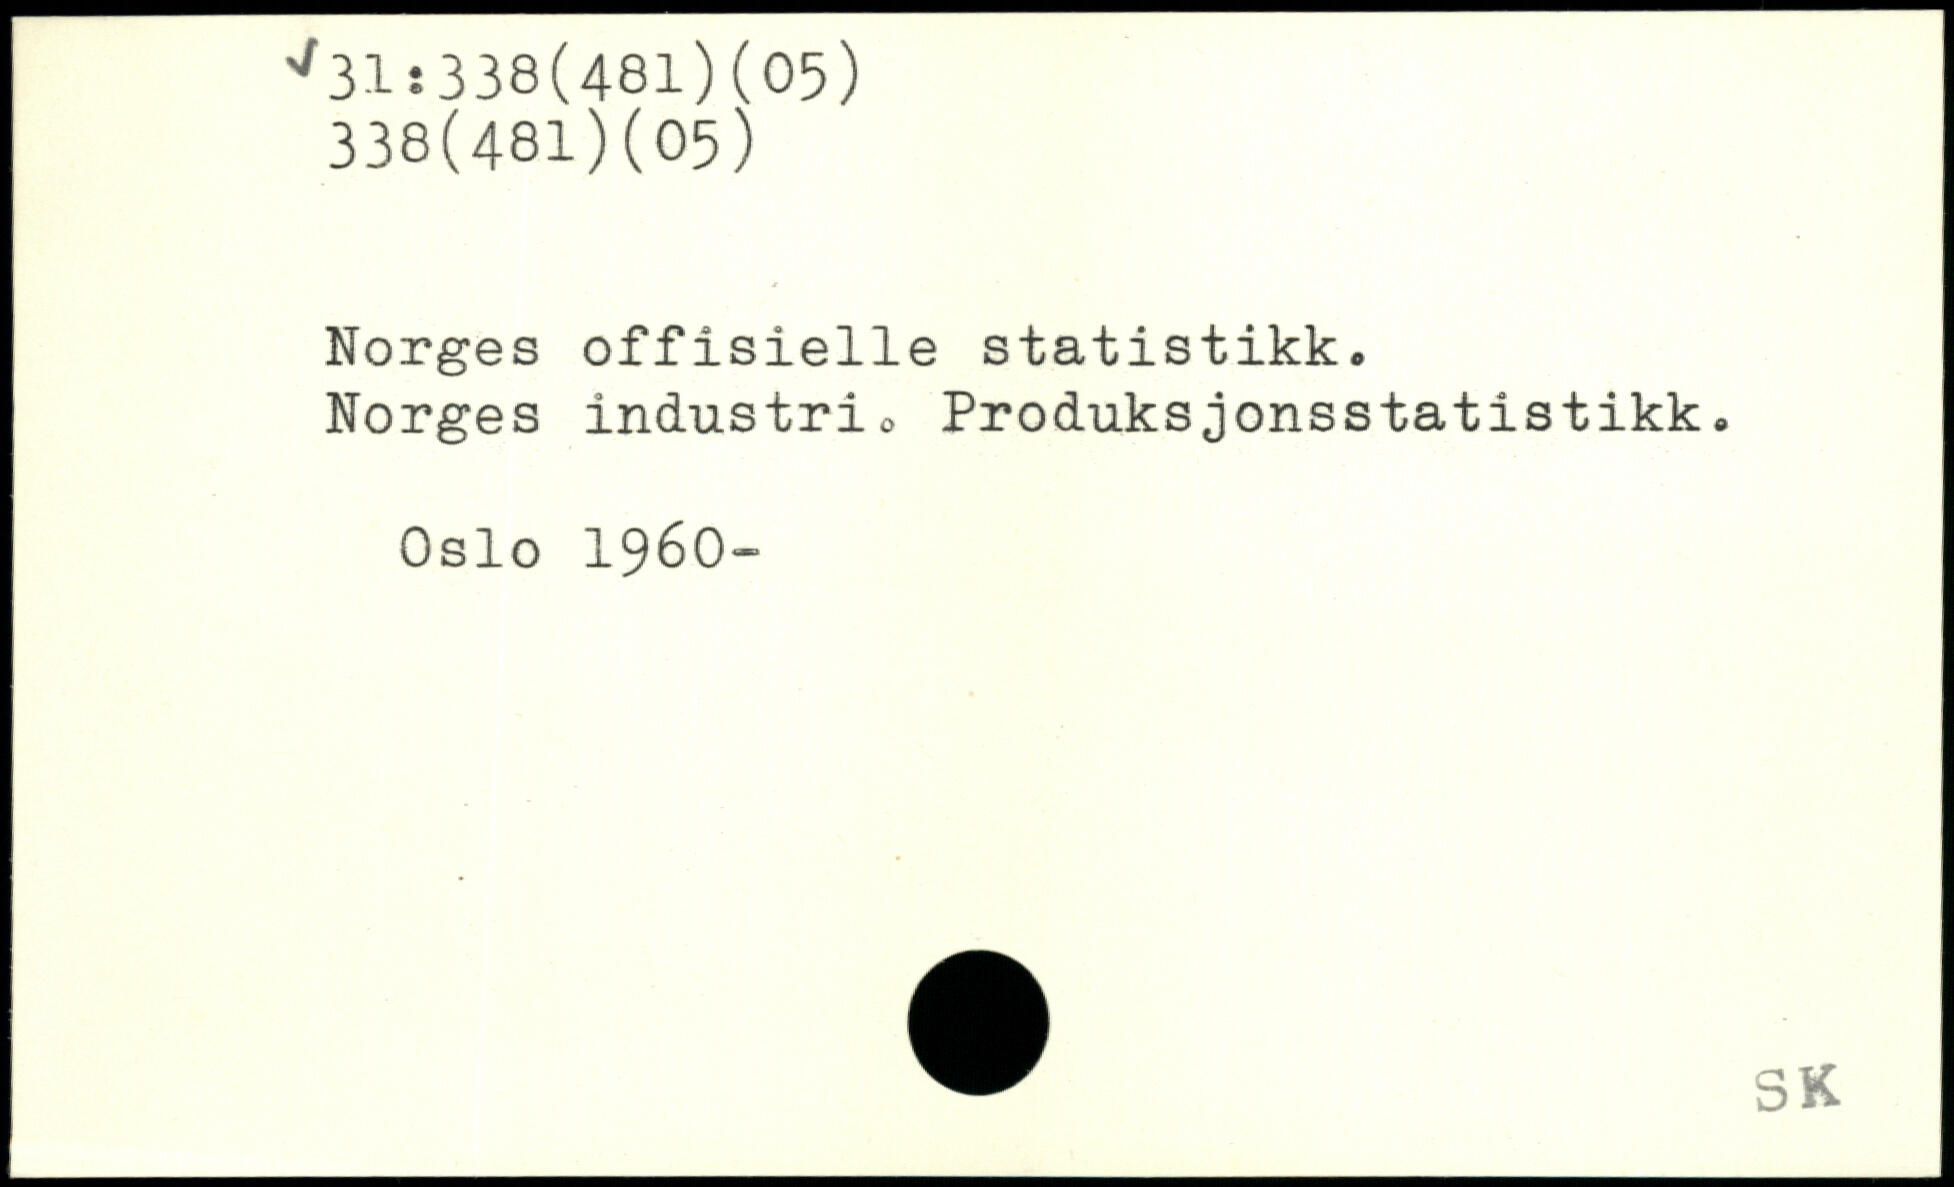 ✓31:338(481)(05)
338(481)(05)
Norges offisielle statistikk.
Norges industri. Produksjonsstatistikk.
Oslo 1960-
SK